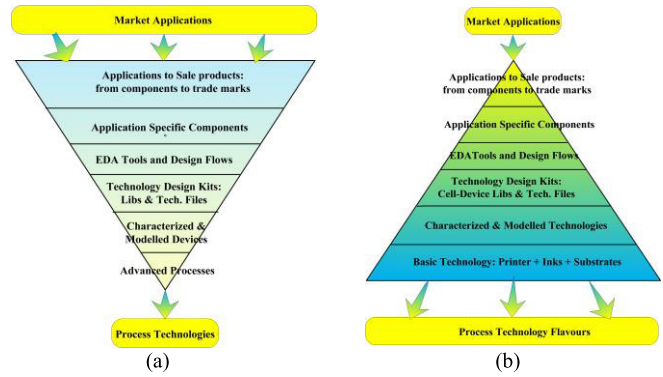 Market Applications
Applications to Sale products:
from components to trade marks
Application Specific Components
EDA Tools and Design Flows
Technology Design Kits:
Libs & Tech. Files
Characterized &
Modelled Devices
Advanced Processes
Process Technologies
(a)
Market Applications
Applications to Sale products:
from components to trade marks
Application Specific Components
EDATools and Design Flows
Technology Design Kits:
Cell-Device Libs & Tech. Files
Characterized & Modelled Technologies
Basic Technology: Printer + Inks + Substrates
Process Technology Flavours
(b)